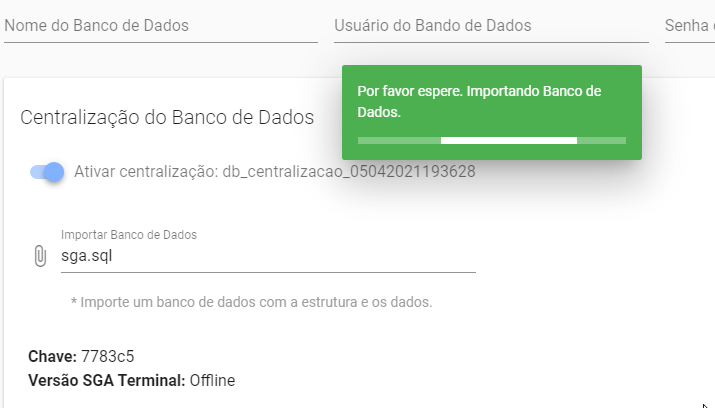 Nome do Banco de Dados
Usuário do Bando de Dados
Senha
Por favor espere. Importando Banco de
Dados.
Centralização do Banco de Dados
Ativar centralização: db_centralizacao_05042021193628
Importar Banco de Dados
sga.sql
* Importe um banco de dados com a estrutura e os dados.
Chave: 7783c5
Versão SGA Terminal: Offline